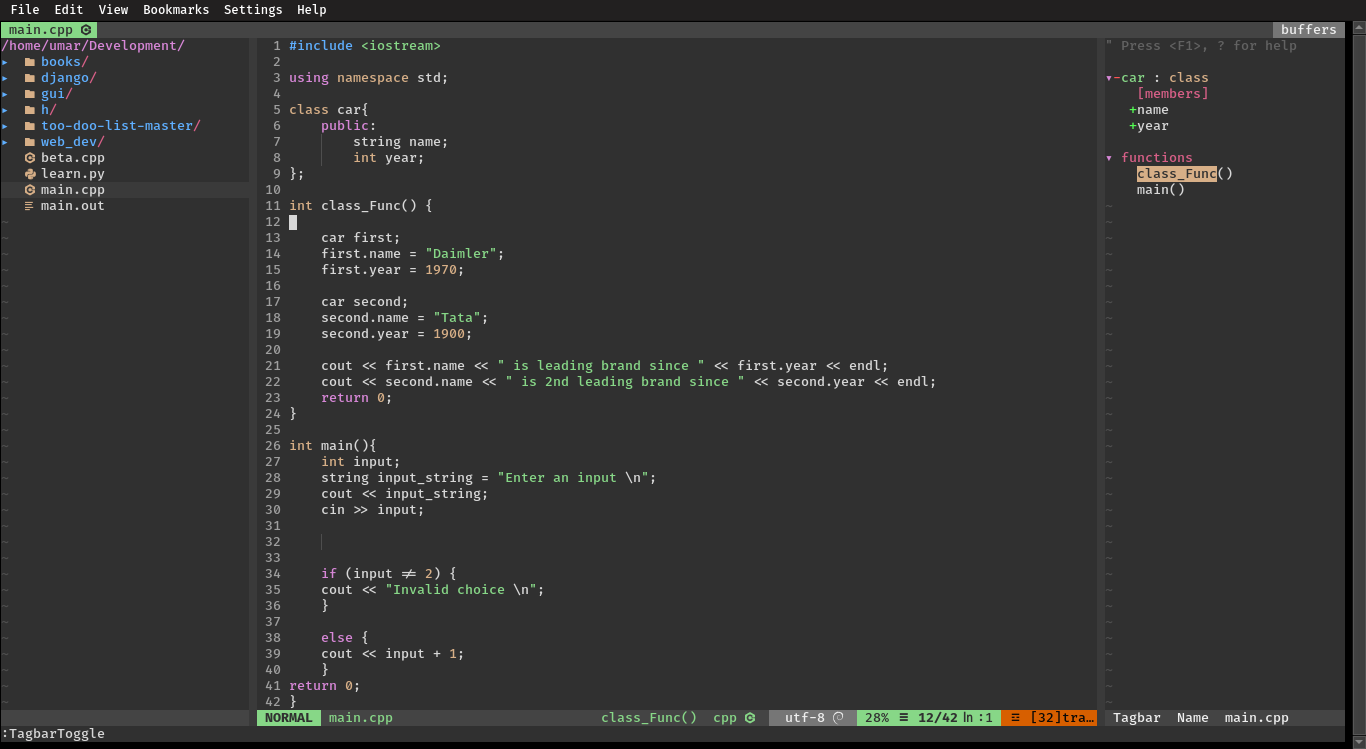 File Edit View Bookmarks Settings Help
main.cpp
buffers
/home/umar/Development/
▸ books/
▸ django/
▸ gui/
▸ h/
▸ too-doo-list-master/
▸ web_dev/
beta.cpp
learn.py
main.cpp
main.out
1 #include <iostream>
2
3 using namespace std;
4
5 class car{
6     public:
7         string name;
8         int year;
9 };
10
11 int class_Func() {
12
13     car first;
14     first.name = "Daimler";
15     first.year = 1970;
16
17     car second;
18     second.name = "Tata";
19     second.year = 1900;
20
21     cout << first.name << " is leading brand since " << first.year << endl;
22     cout << second.name << " is 2nd leading brand since " << second.year << endl;
23     return 0;
24 }
25
26 int main(){
27     int input;
28     string input_string = "Enter an input \n";
29     cout << input_string;
30     cin >> input;
31
32
33
34     if (input != 2) {
35     cout << "Invalid choice \n";
36     }
37
38     else {
39     cout << input + 1;
40     }
41 return 0;
42 }
" Press <F1>, ? for help
▾-car : class
[members]
+name
+year
▾ functions
class_Func()
main()
NORMAL main.cpp class_Func() cpp utf-8 28% ☰ 12/42 ln :1 ☲ [32]tra…
Tagbar Name main.cpp
:TagbarToggle